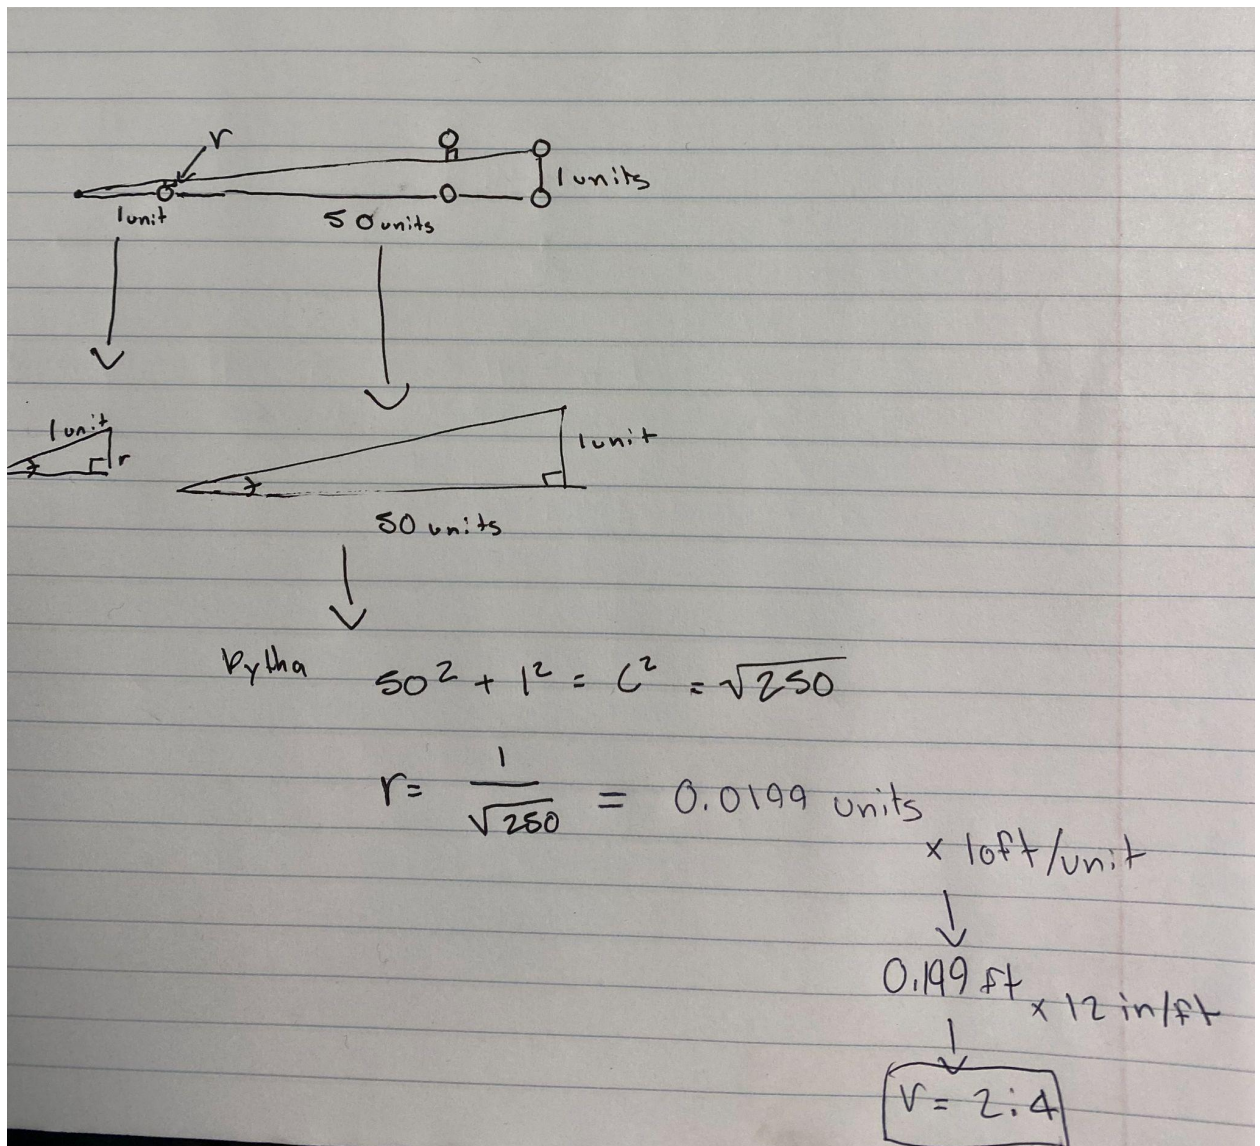 r
1 units
1 unit
50 units
1 unit
r
1 unit
50 units
pytha 50² + 1² = c² = √250
r = 1/√250 = 0.0199 units
x 10ft/unit
0.199 ft x 12 in/ft
r = 2.4